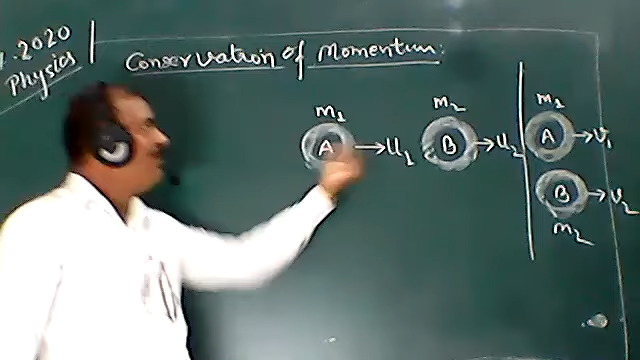 .2020
Physics
Conservation of Momentum:
m1 m2 m1
A → u1 B → u2 A → v1
B → v2
m2